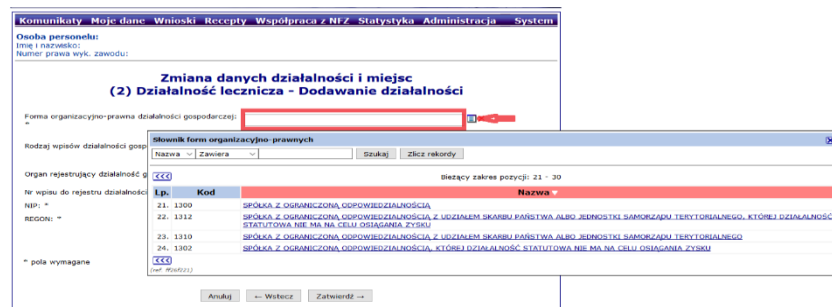 Komunikaty Moje dane Wnioski Recepty Współpraca z NFZ Statystyka Administracja System
Osoba personelu:
Imię i nazwisko:
Numer prawa wyk. zawodu:
Zmiana danych działalności i miejsc
(2) Działalność lecznicza - Dodawanie działalności
Forma organizacyjno-prawna działalności gospodarczej:
*
Rodzaj wpisów działalności gosp
Organ rejestrujący działalność g
Nr wpisu do rejestru działalności
NIP: *
REGON: *
* pola wymagane
Słownik form organizacyjno-prawnych
Nazwa Zawiera Szukaj Zlicz rekordy
<<< Bieżący zakres pozycji: 21 - 30
Lp. Kod Nazwa
21. 1300 SPÓŁKA Z OGRANICZONĄ ODPOWIEDZIALNOŚCIĄ
22. 1312 SPÓŁKA Z OGRANICZONĄ ODPOWIEDZIALNOŚCIĄ Z UDZIAŁEM SKARBU PAŃSTWA ALBO JEDNOSTKI SAMORZĄDU TERYTORIALNEGO, KTÓREJ DZIAŁALNOŚĆ
STATUTOWA NIE MA NA CELU OSIĄGANIA ZYSKU
23. 1310 SPÓŁKA Z OGRANICZONĄ ODPOWIEDZIALNOŚCIĄ Z UDZIAŁEM SKARBU PAŃSTWA ALBO JEDNOSTKI SAMORZĄDU TERYTORIALNEGO
24. 1302 SPÓŁKA Z OGRANICZONĄ ODPOWIEDZIALNOŚCIĄ, KTÓREJ DZIAŁALNOŚĆ STATUTOWA NIE MA NA CELU OSIĄGANIA ZYSKU
<<<
Anuluj ← Wstecz Zatwierdź →